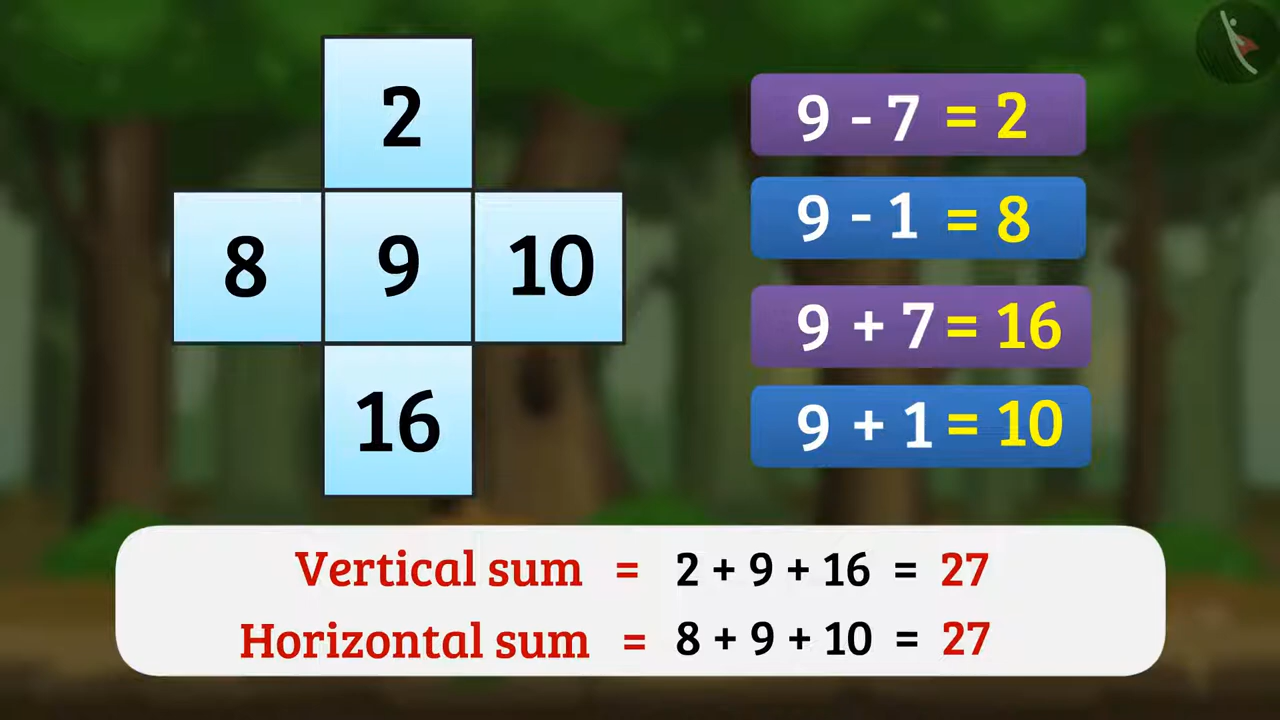 2
8 9 10
16
9 - 7 = 2
9 - 1 = 8
9 + 7 = 16
9 + 1 = 10
Vertical sum = 2 + 9 + 16 = 27
Horizontal sum = 8 + 9 + 10 = 27